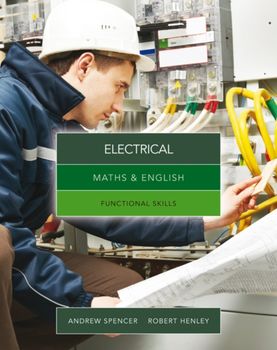 ELECTRICAL
MATHS & ENGLISH
FUNCTIONAL SKILLS
ANDREW SPENCER ROBERT HENLEY